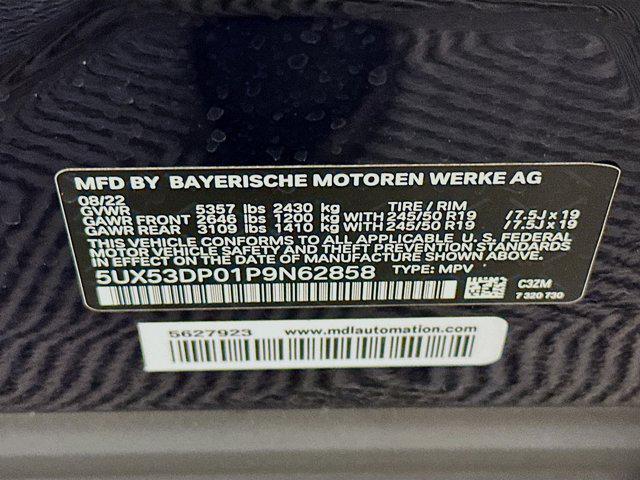 MFD BY BAYERISCHE MOTOREN WERKE AG
08/22
GVWR 5357 lbs 2430 kg TIRE / RIM
GAWR FRONT 2646 lbs 1200 kg WITH 245/50 R19 /7.5J x 19
GAWR REAR 3109 lbs 1410 kg WITH 245/50 R19 /7.5J x 19
THIS VEHICLE CONFORMS TO ALL APPLICABLE U.S. FEDERAL
MOTOR VEHICLE SAFETY STANDARDS
IN EFFECT ON THE DATE OF MANUFACTURE SHOWN ABOVE.
5UX53DP01P9N62858 TYPE: MPV
C3ZM
7 320 730
5627923 www.mdlautomation.com